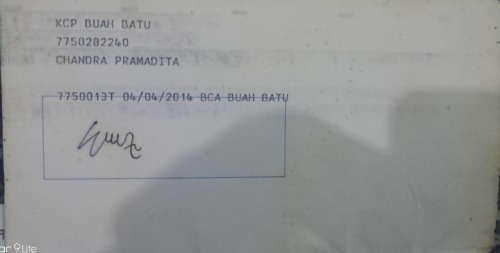 KCP BUAH BATU
7750282240
CHANDRA PRAMADITA
7750013T 04/04/2014 BCA BUAH BATU